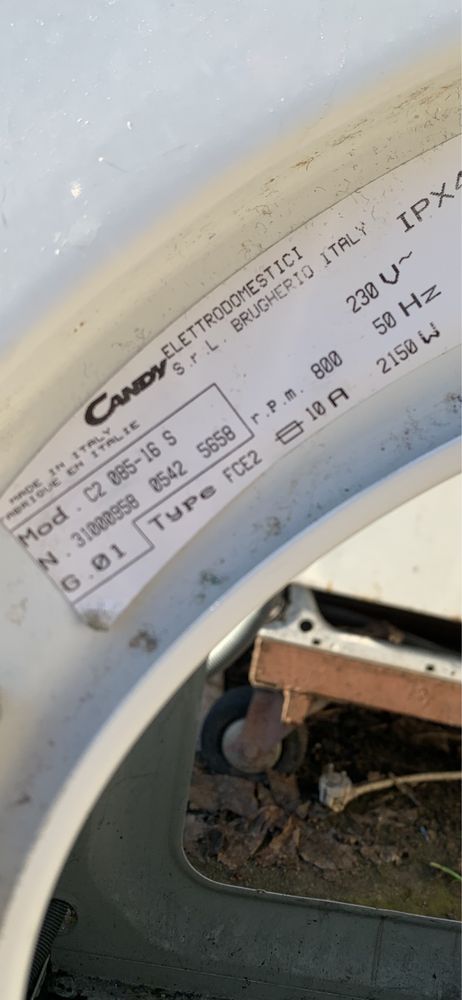 MADE IN ITALY
FABRIQUE EN ITALIE
CANDY ELETTRODOMESTICI
S.r.L. BRUGHERIO ITALY
IPX4
Mod. C2 085-16 S
N. 31000958 0542 5658
G.01
Type FCE2
r.p.m. 800
10 A
230 V~
50 Hz
2150 W